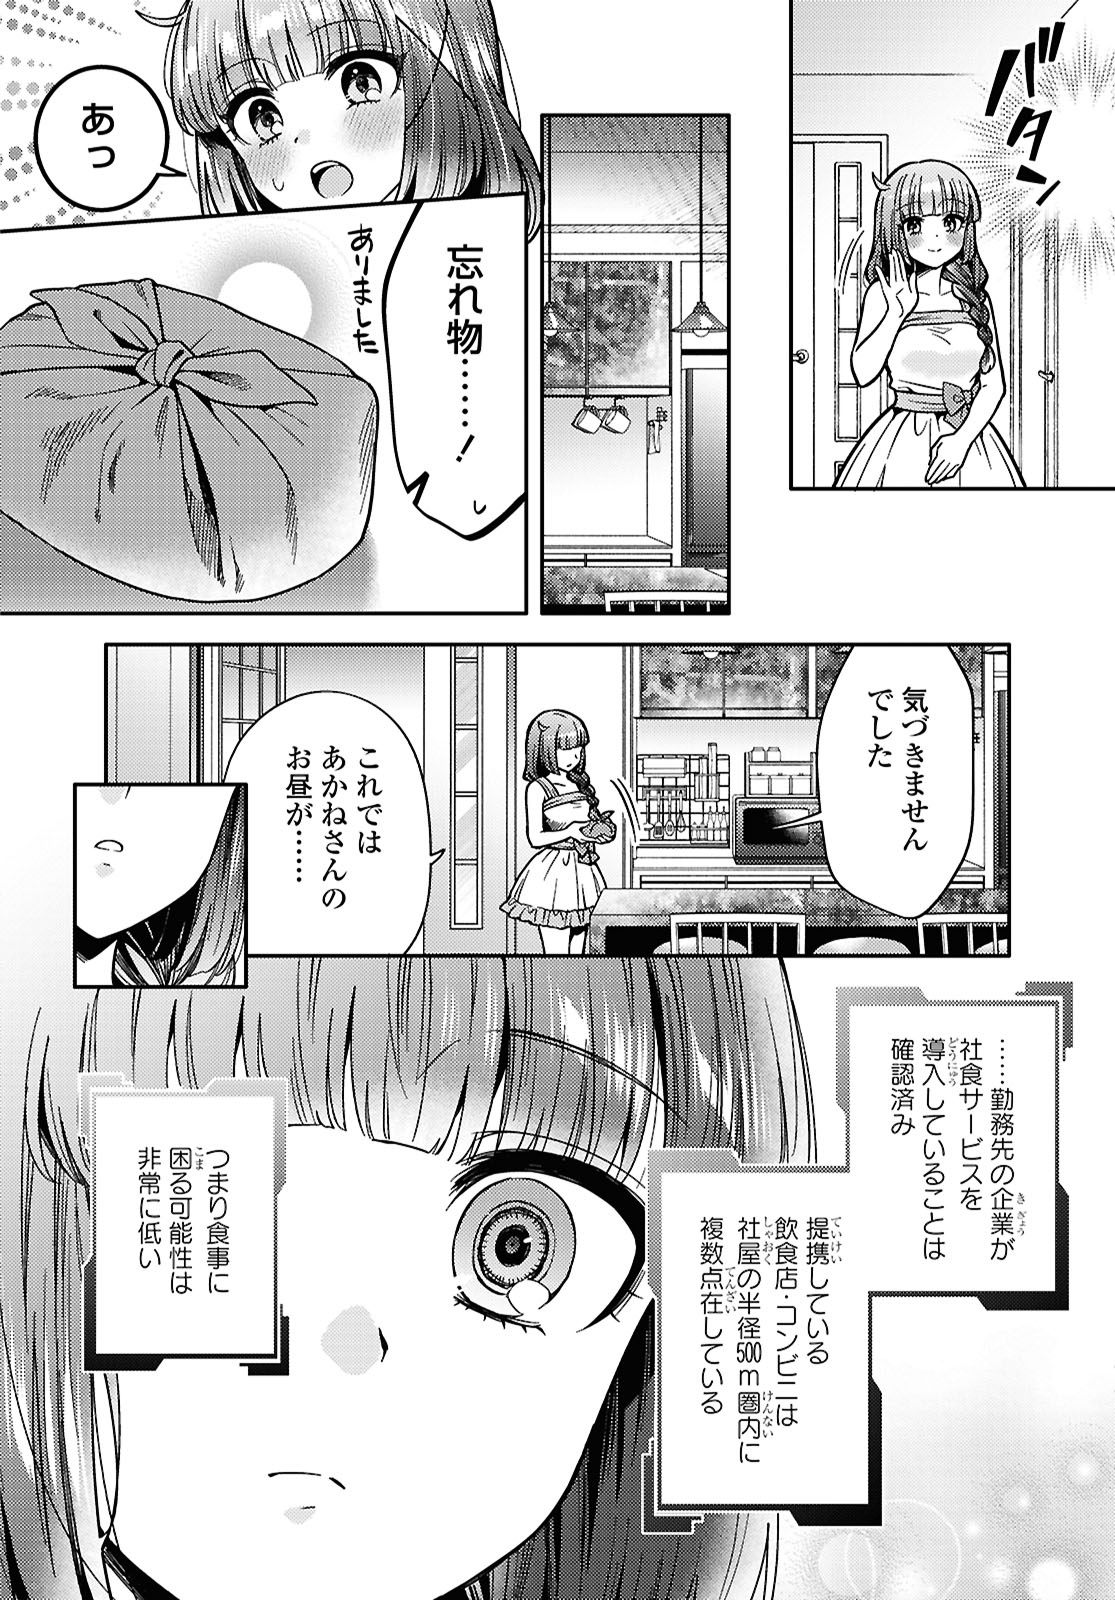 バタン
あっ
忘れ物……！
ありました
気づきません
でした
これでは
あかねさんの
お昼が……
……勤務先の企業が
社食サービスを
導入していることは
確認済み
提携している
飲食店・コンビニは
社屋の半径500m圏内に
複数点在している
つまり食事に
困る可能性は
非常に低い